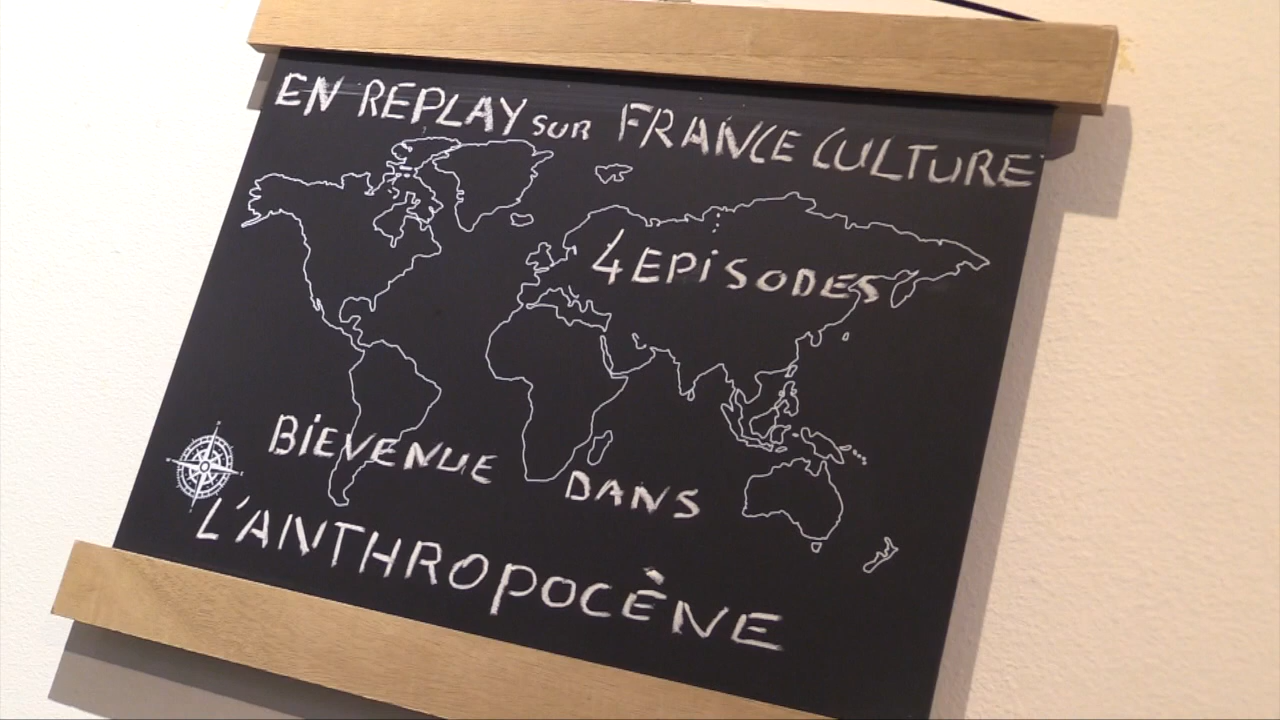 EN REPLAY SUR FRANCE CULTURE
4 EPISODES
BIEVENUE DANS
L'ANTHROPOCÈNE